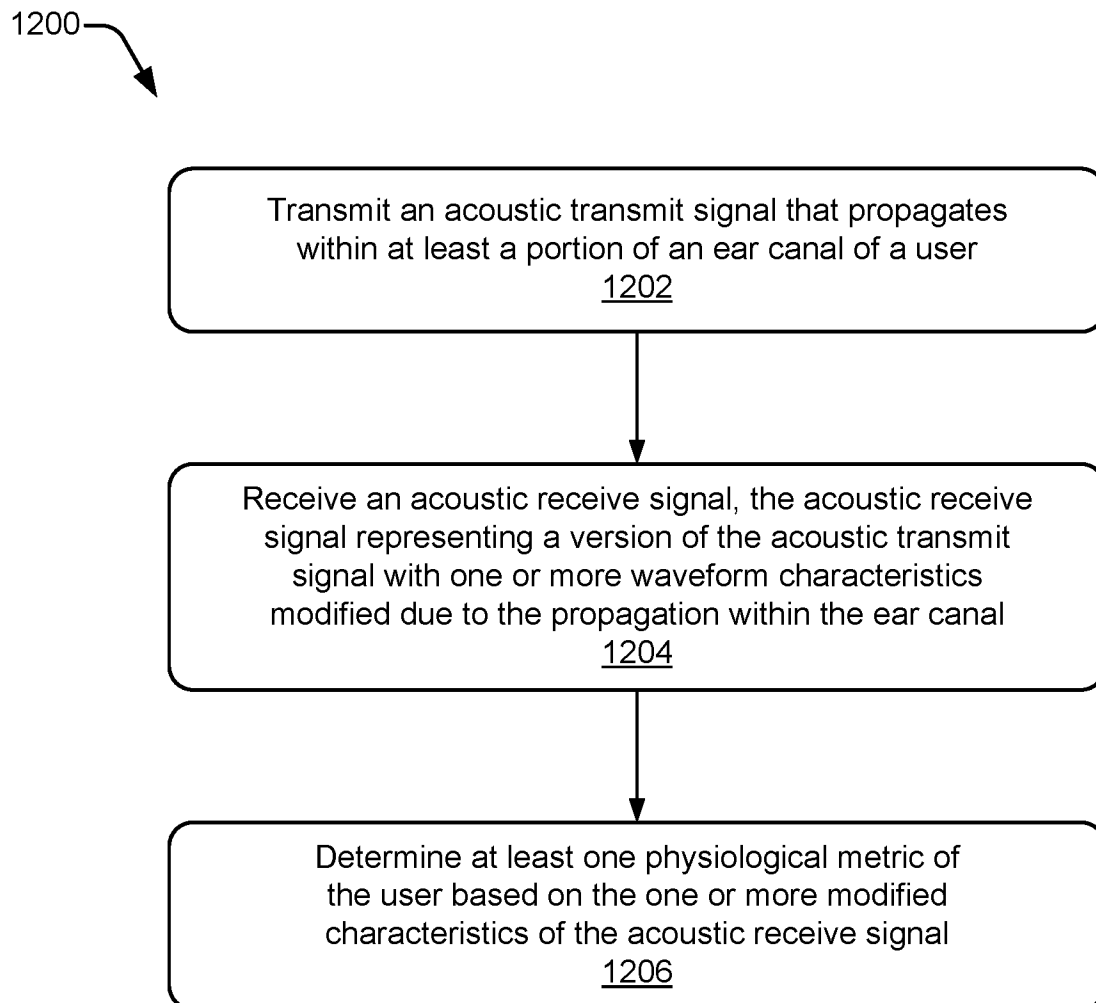 1200
Transmit an acoustic transmit signal that propagates
within at least a portion of an ear canal of a user
1202
Receive an acoustic receive signal, the acoustic receive
signal representing a version of the acoustic transmit
signal with one or more waveform characteristics
modified due to the propagation within the ear canal
1204
Determine at least one physiological metric of
the user based on the one or more modified
characteristics of the acoustic receive signal
1206